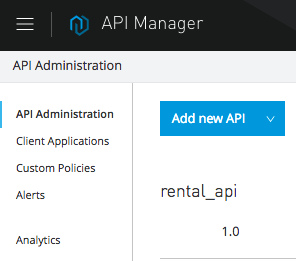 API Manager
API Administration
API Administration
Client Applications
Custom Policies
Alerts
Analytics
Add new API
rental_api
1.0